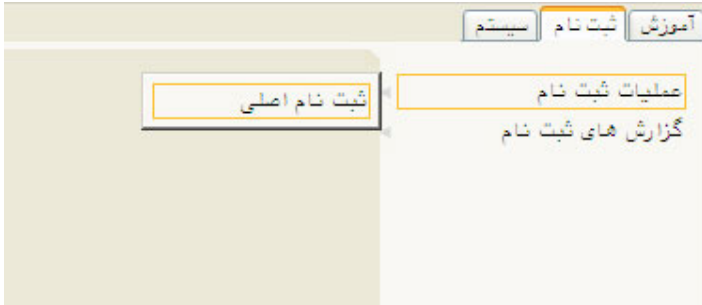 آموزش ثبت نام سیستم
عملیات ثبت نام
ثبت نام اصلی
گزارش های ثبت نام